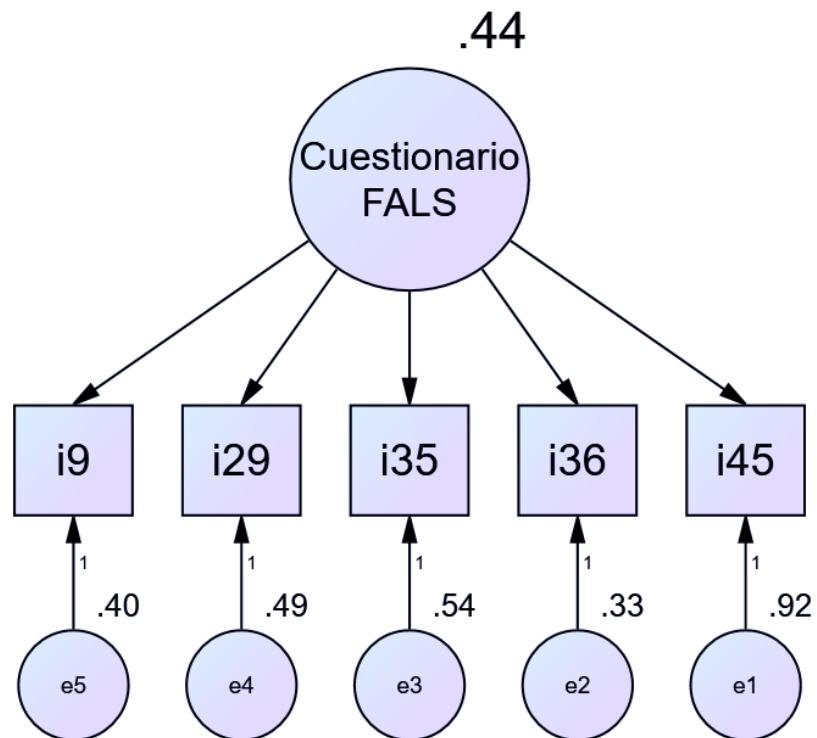 .44
Cuestionario
FALS
i9 i29 i35 i36 i45
1 1 1 1 1
.40 .49 .54 .33 .92
e5 e4 e3 e2 e1